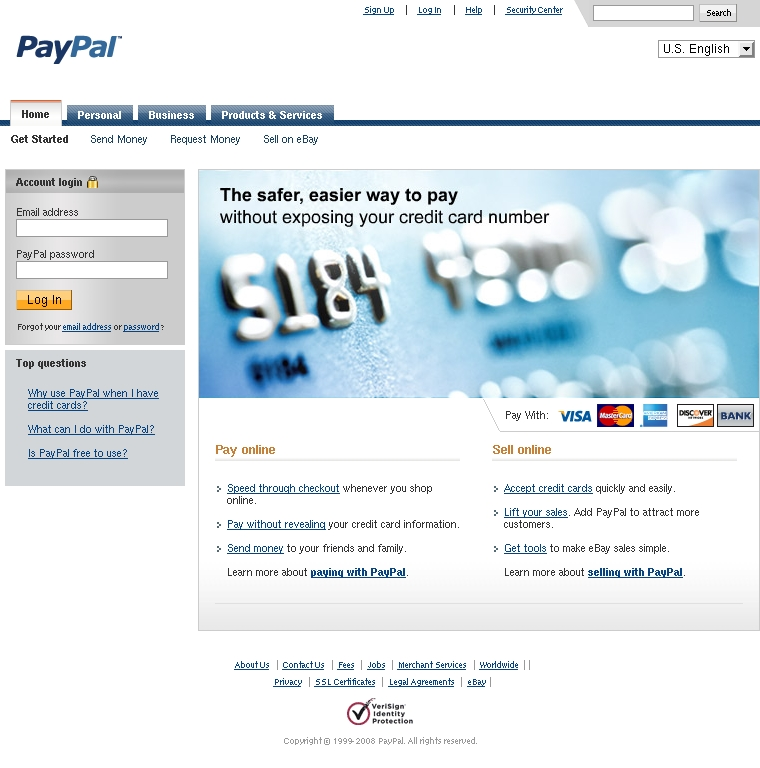 Sign Up | Log In | Help | Security Center Search
PayPal™
U.S. English
Home Personal Business Products & Services
Get Started Send Money Request Money Sell on eBay
Account login
Email address
PayPal password
Log In
Forgot your email address or password?
Top questions
Why use PayPal when I have
credit cards?
What can I do with PayPal?
Is PayPal free to use?
The safer, easier way to pay
without exposing your credit card number
5184
5184
Pay With: VISA MasterCard DISCOVER BANK
Pay online
Speed through checkout whenever you shop
online.
Pay without revealing your credit card information.
Send money to your friends and family.
Learn more about paying with PayPal.
Sell online
Accept credit cards quickly and easily.
Lift your sales. Add PayPal to attract more
customers.
Get tools to make eBay sales simple.
Learn more about selling with PayPal.
About Us | Contact Us | Fees | Jobs | Merchant Services | Worldwide | |
Privacy | SSL Certificates | Legal Agreements | eBay |
VeriSign
Identity
Protection
Copyright © 1999-2008 PayPal. All rights reserved.